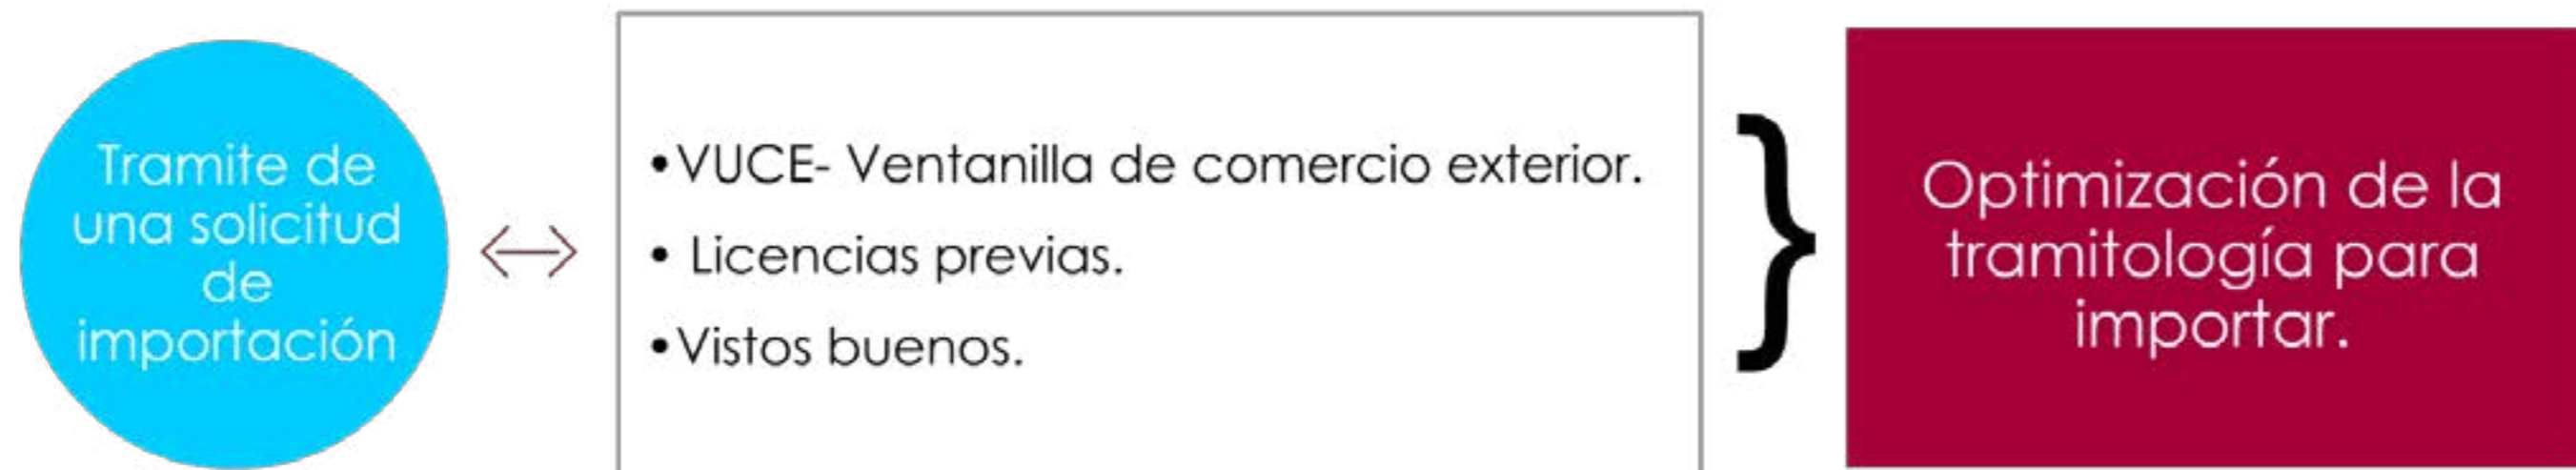 Tramite de
una solicitud
de
importación
•VUCE- Ventanilla de comercio exterior.
• Licencias previas.
•Vistos buenos.
}
Optimización de la
tramitología para
importar.